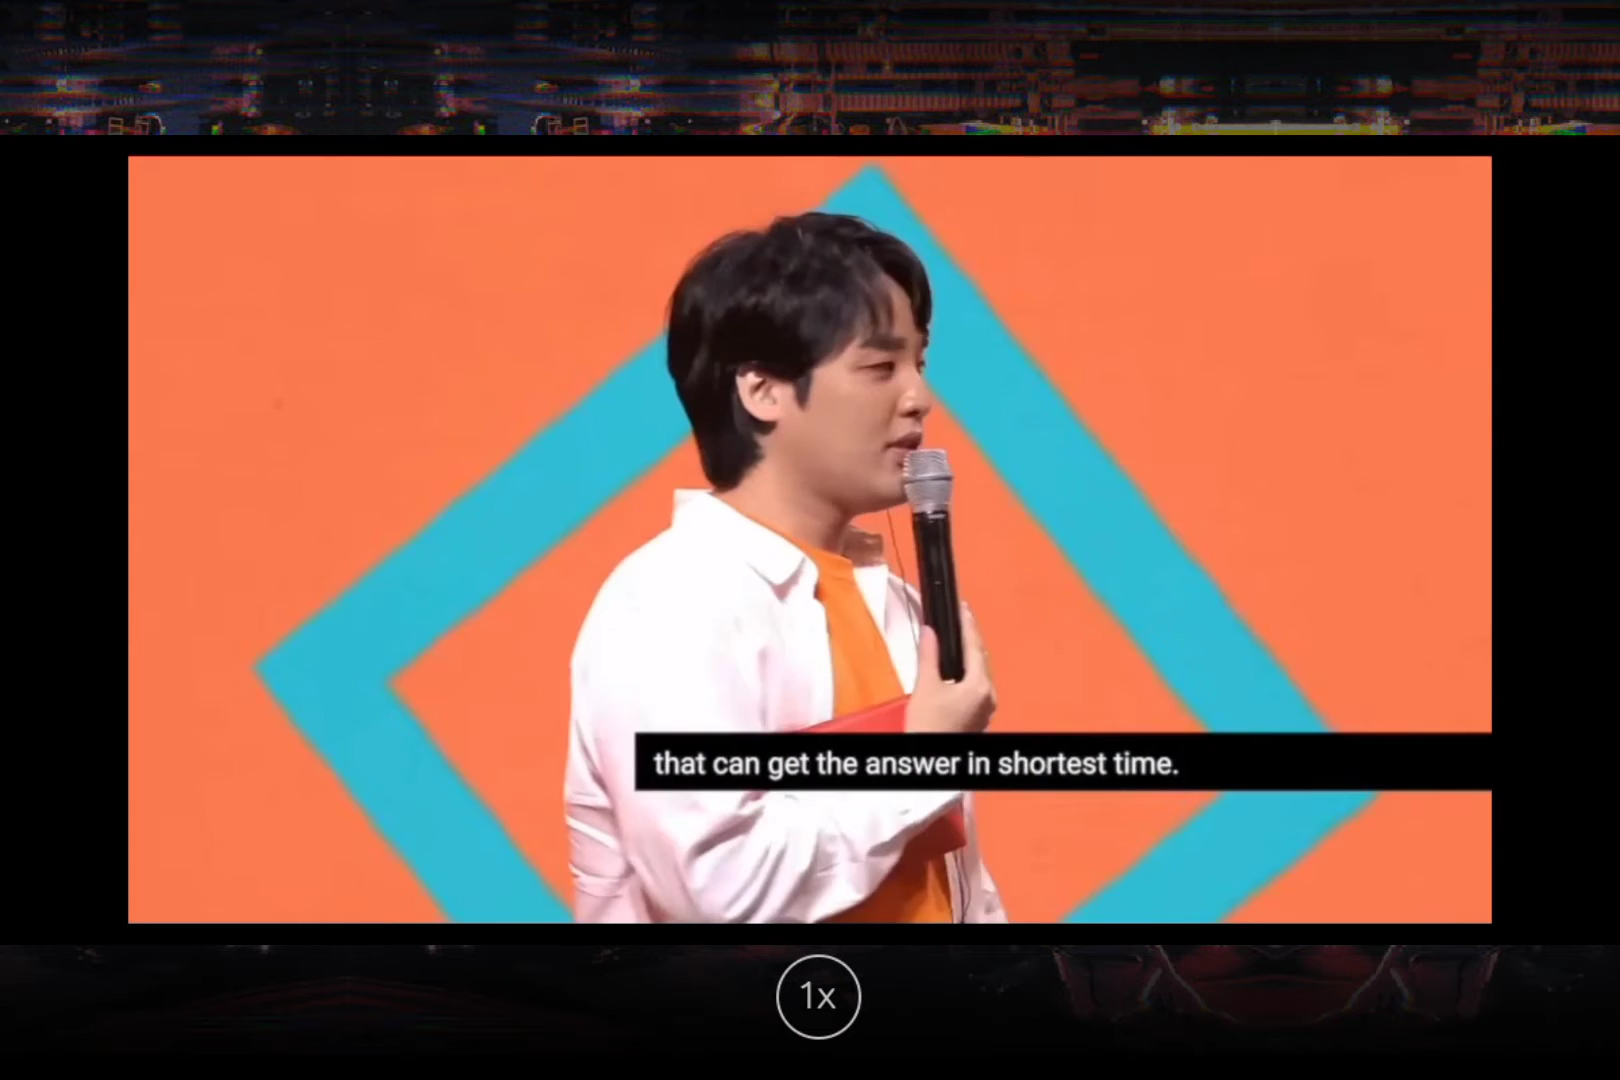 that can get the answer in shortest time.
1x